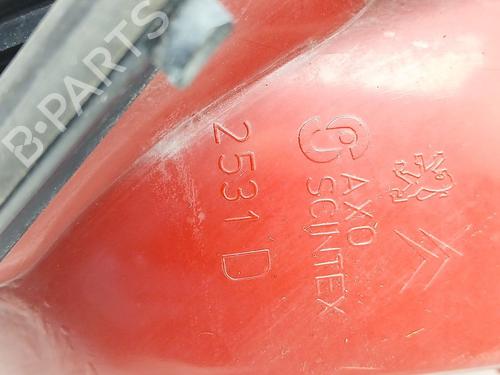 B-PARTS
AXO
SCINTEX
2531 D